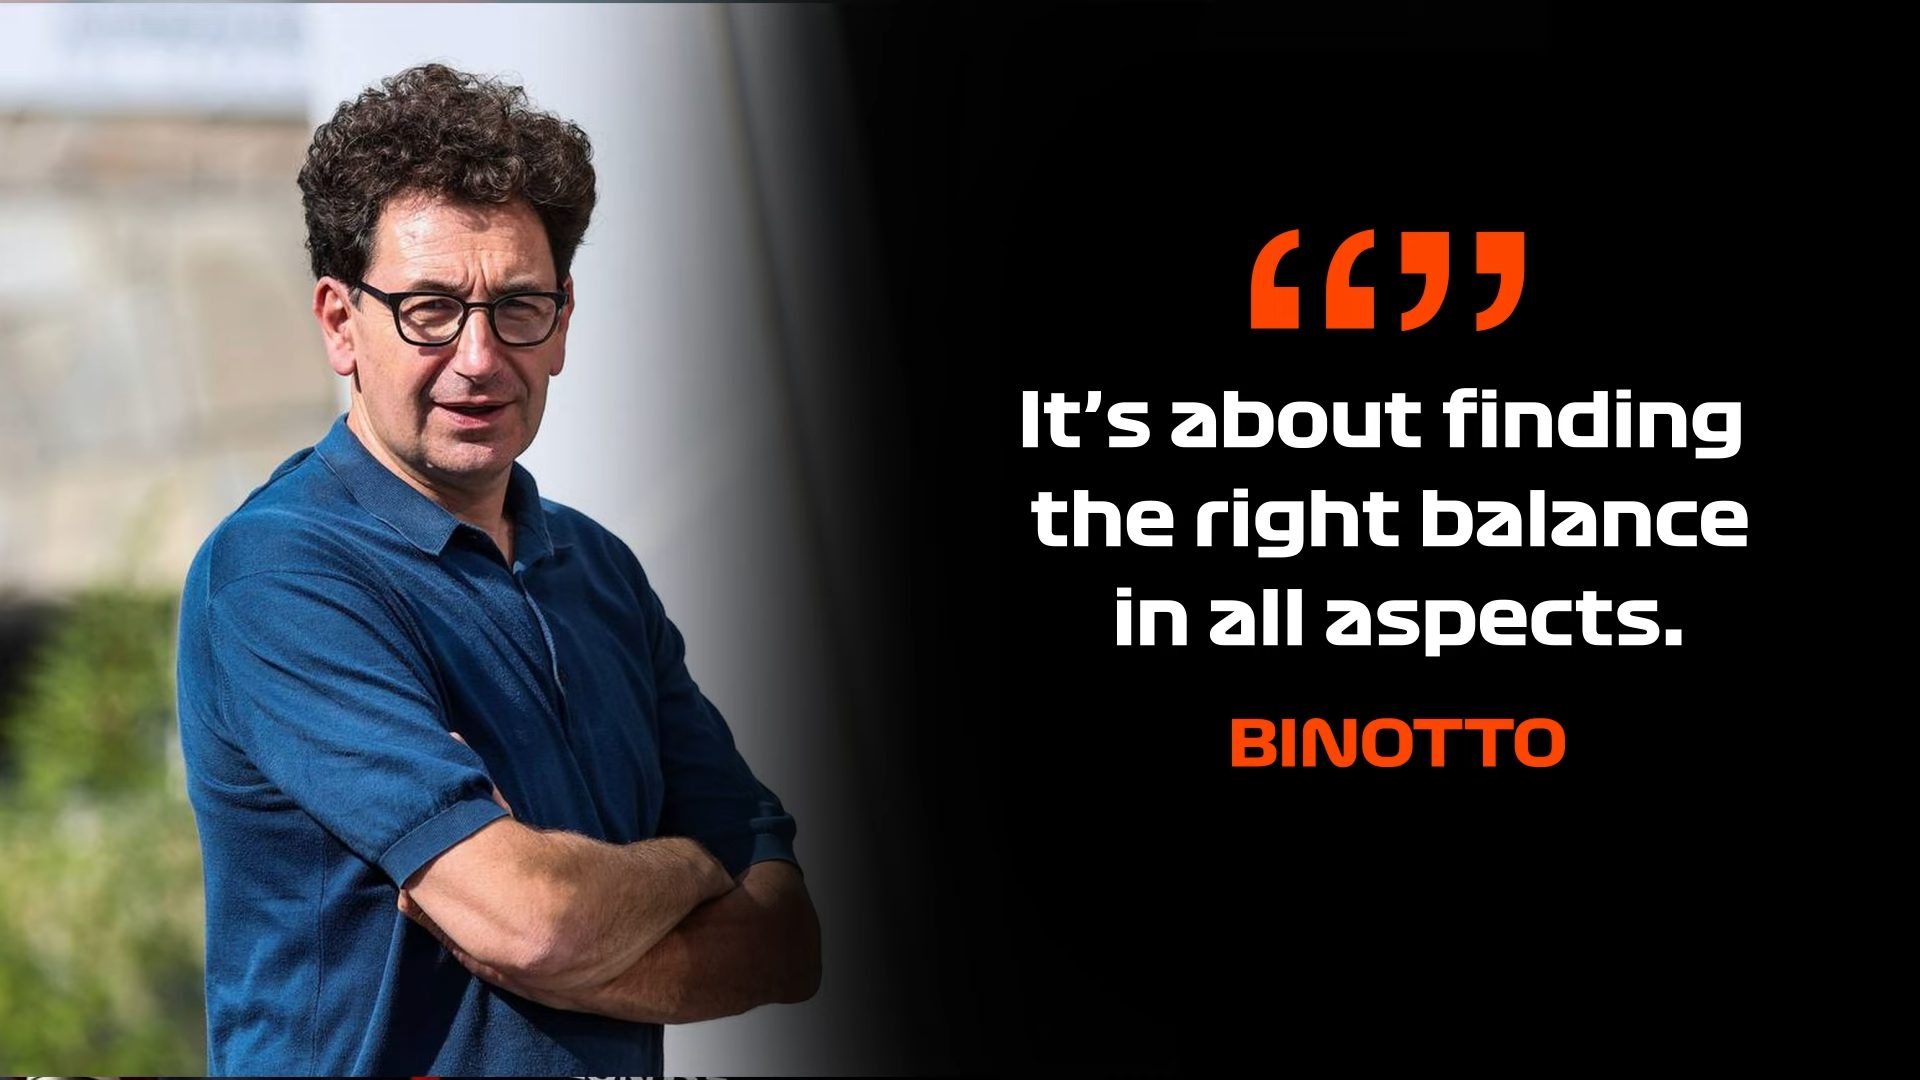 “ ”
It’s about finding
the right balance
in all aspects.
BINOTTO